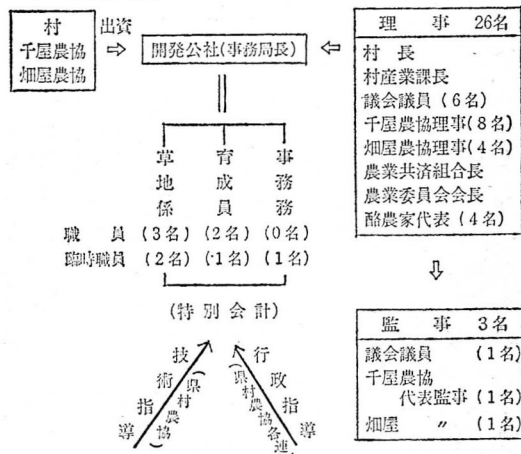 村
千屋農協
畑屋農協
出資
⇨
開発公社(事務局長)
⇦
理事 26名
村長
村産業課長
議会議員 (6名)
千屋農協理事(8名)
畑屋農協理事(4名)
農業共済組合長
農業委員会会長
酪農家代表 (4名)
⇩
監事 3名
議会議員 (1名)
千屋農協
代表監事 (1名)
畑屋 〃 (1名)
草地係
育成員
事務務
職員 (3名) (2名) (0名)
臨時職員 (2名) (1名) (1名)
(特別会計)
技術指導
(県村農協)
行政指導
(県村農協各連)